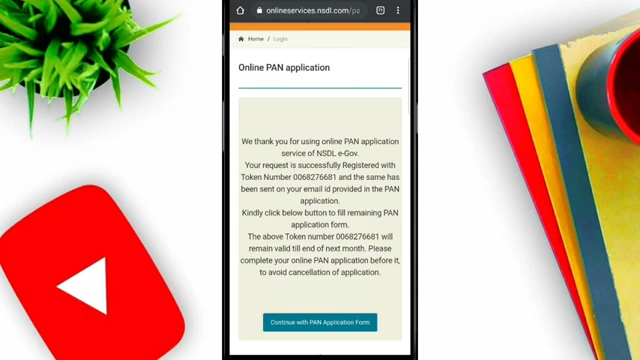 onlineservices.nsdl.com/pa
Home / Login
Online PAN application
We thank you for using online PAN application
service of NSDL e-Gov.
Your request is successfully Registered with
Token Number 0068276681 and the same has
been sent on your email id provided in the PAN
application.
Kindly click below button to fill remaining PAN
application form.
The above Token number 0068276681 will
remain valid till end of next month. Please
complete your online PAN application before it,
to avoid cancellation of application.
Continue with PAN Application Form